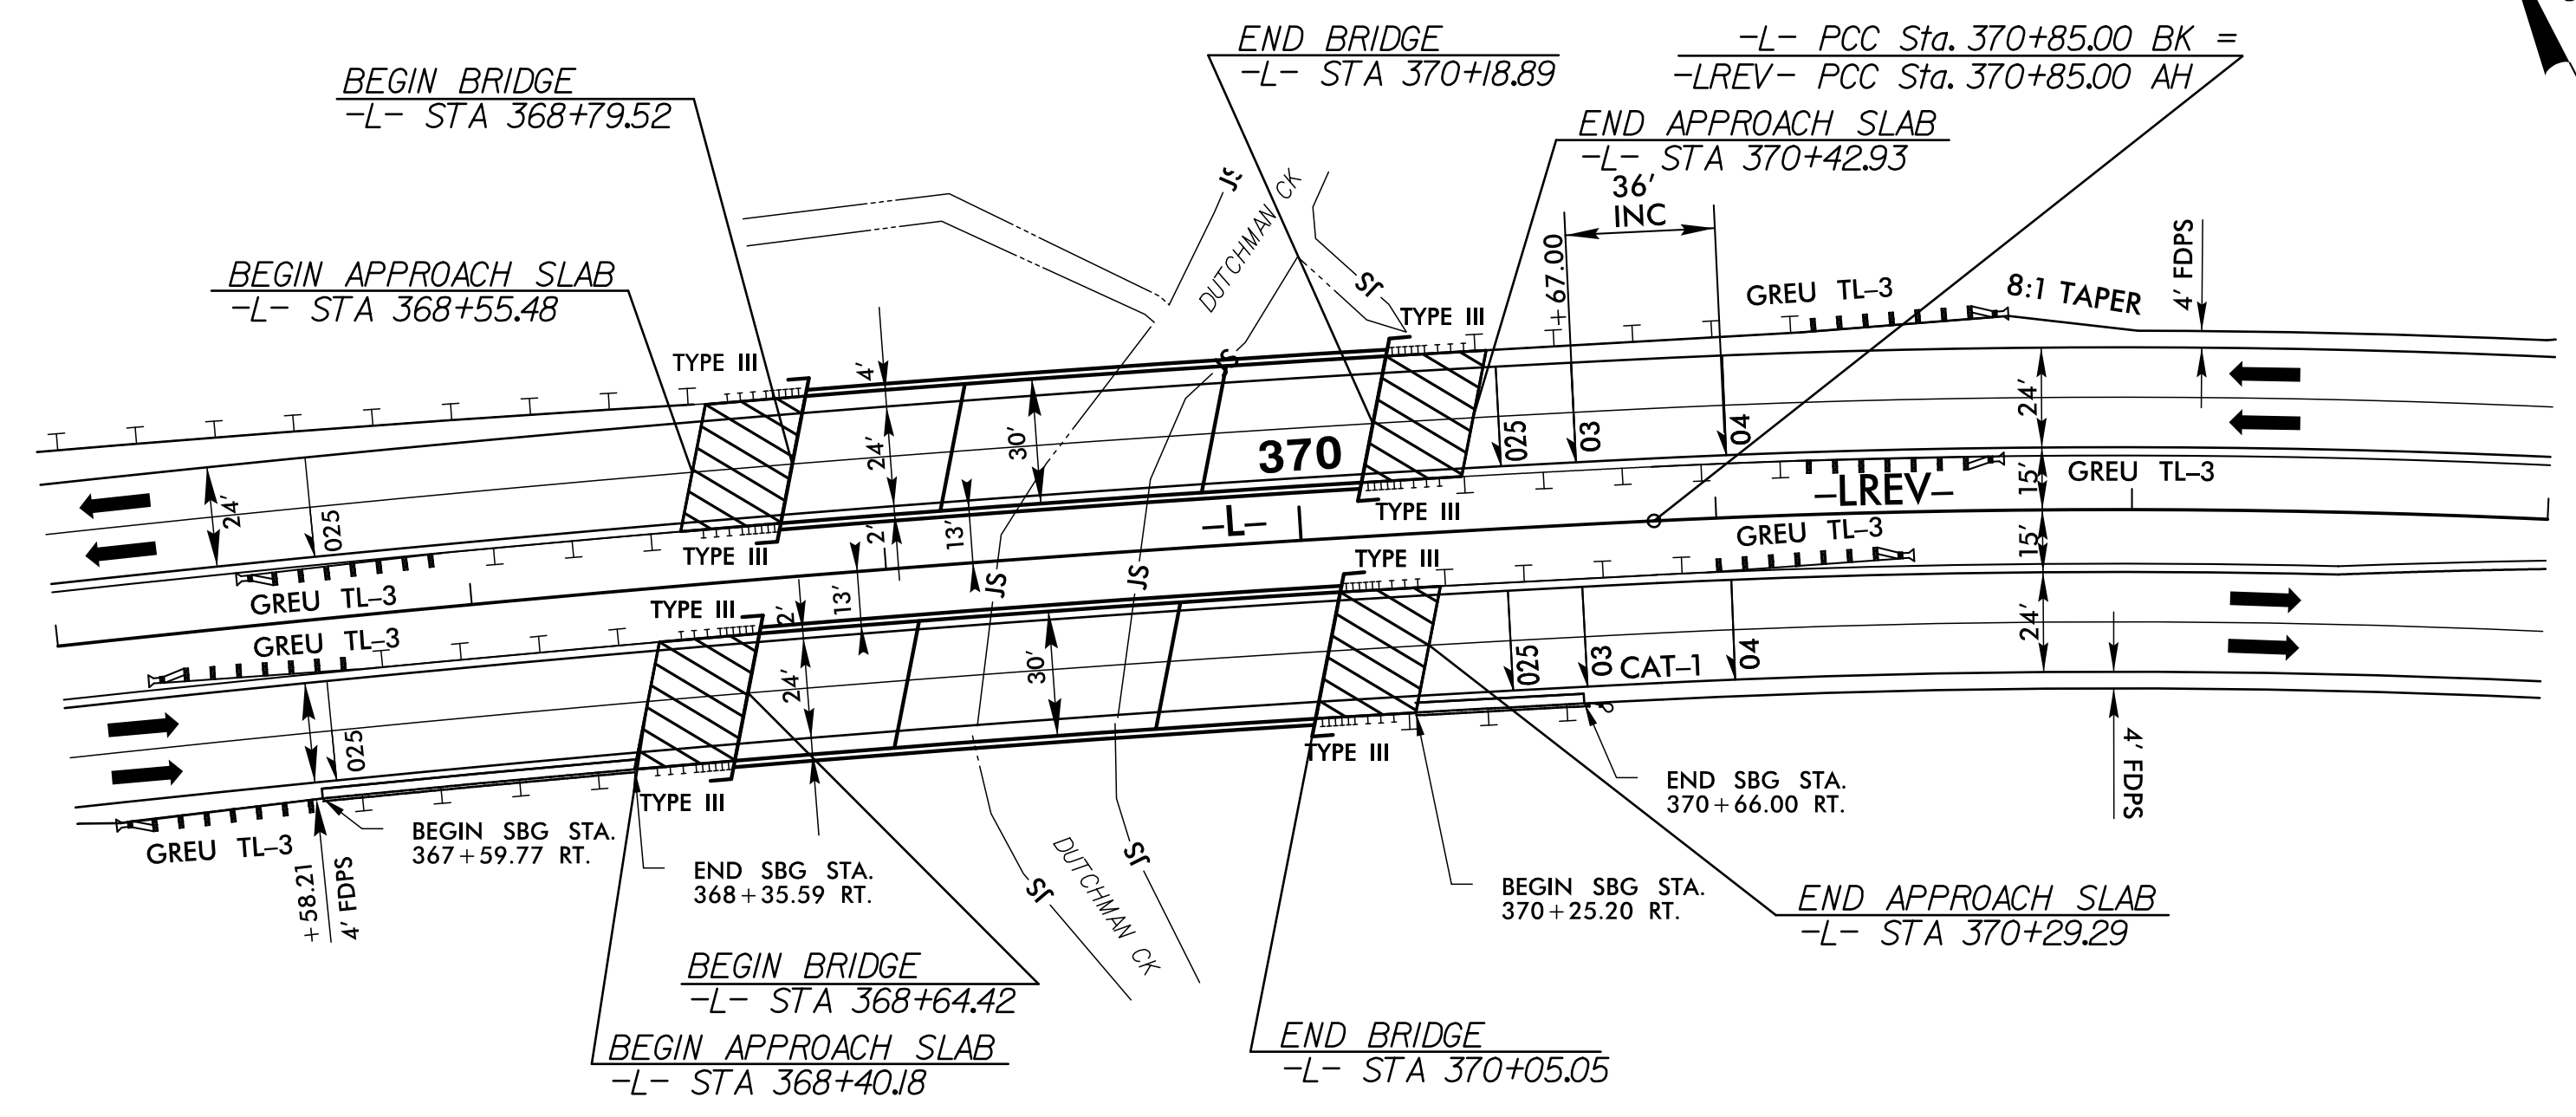 END BRIDGE
-L- STA 370+18.89
-L- PCC Sta. 370+85.00 BK =
-LREV- PCC Sta. 370+85.00 AH
BEGIN BRIDGE
-L- STA 368+79.52
END APPROACH SLAB
-L- STA 370+42.93
36'
INC
+67.00
DUTCHMAN CK
JS
JS
JS
BEGIN APPROACH SLAB
-L- STA 368+55.48
GREU TL-3
8:1 TAPER
4' FDPS
TYPE III
TYPE III
4'
24'
30'
370
025
03
04
24'
24'
025
2'
13'
TYPE III
TYPE III
-L-
-LREV-
15'
GREU TL-3
GREU TL-3
15'
GREU TL-3
GREU TL-3
TYPE III
TYPE III
2'
13'
JS
JS
24'
30'
025
025
03
CAT-1
04
24'
4' FDPS
TYPE III
TYPE III
GREU TL-3
+58.21
4' FDPS
BEGIN SBG STA.
367+59.77 RT.
END SBG STA.
368+35.59 RT.
JS
JS
DUTCHMAN CK
END SBG STA.
370+66.00 RT.
BEGIN SBG STA.
370+25.20 RT.
END APPROACH SLAB
-L- STA 370+29.29
BEGIN BRIDGE
-L- STA 368+64.42
BEGIN APPROACH SLAB
-L- STA 368+40.18
END BRIDGE
-L- STA 370+05.05